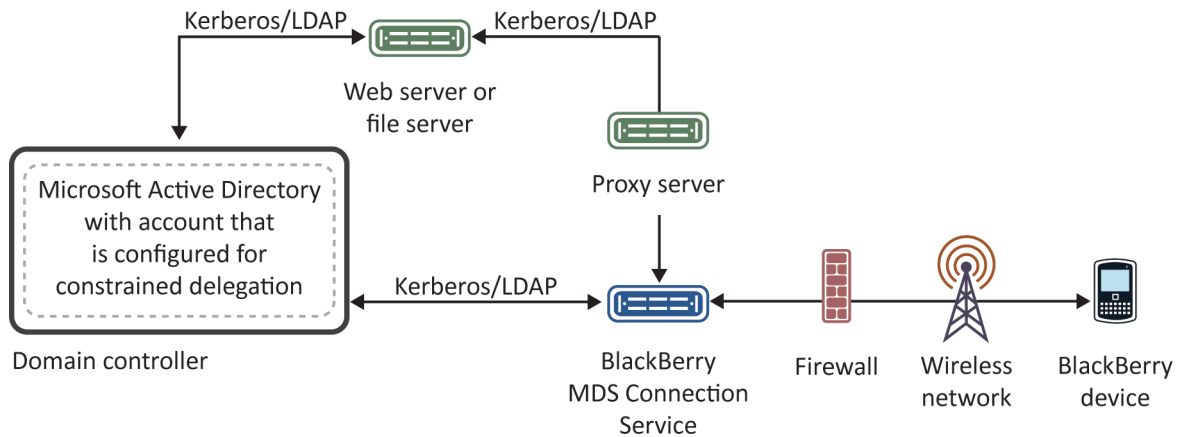 Kerberos/LDAP
Kerberos/LDAP
Web server or
file server
Proxy server
Microsoft Active Directory
with account that
is configured for
constrained delegation
Kerberos/LDAP
Domain controller
BlackBerry
MDS Connection
Service
Firewall
Wireless
network
BlackBerry
device